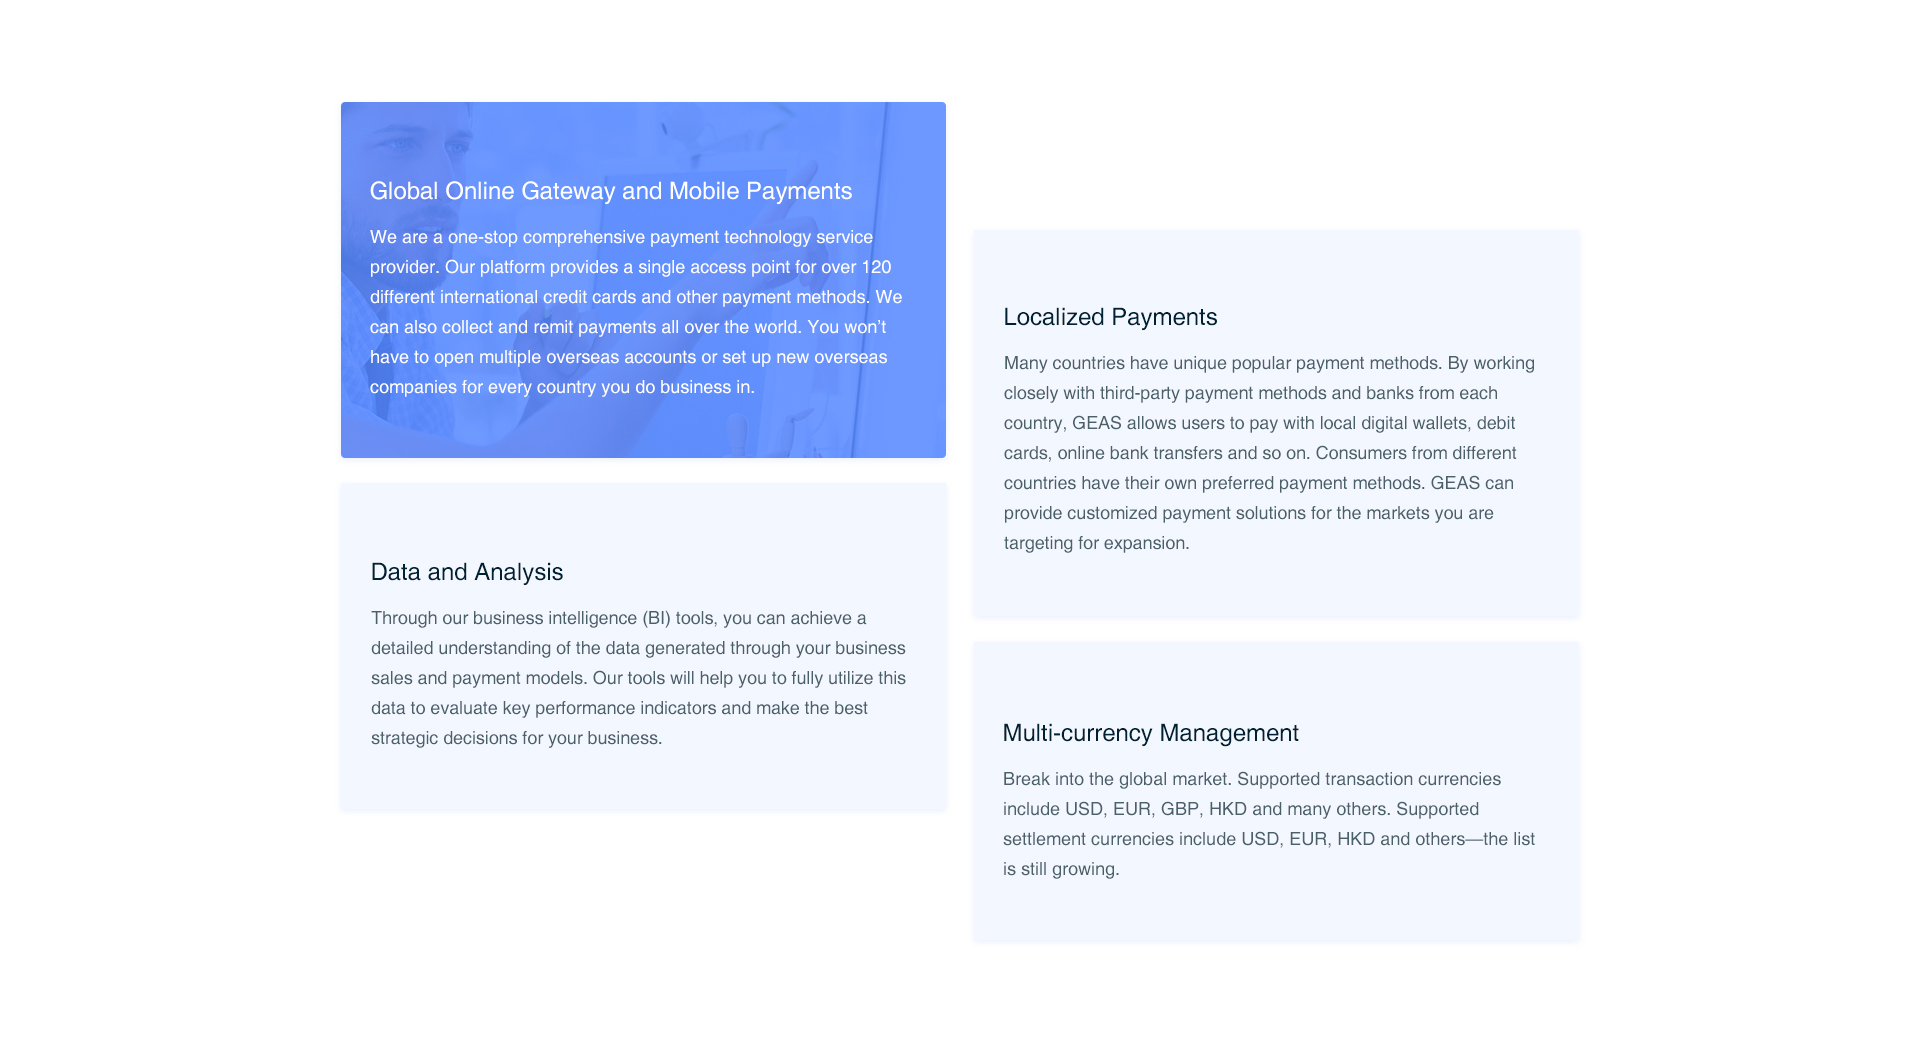 Global Online Gateway and Mobile Payments
We are a one-stop comprehensive payment technology service
provider. Our platform provides a single access point for over 120
different international credit cards and other payment methods. We
can also collect and remit payments all over the world. You won’t
have to open multiple overseas accounts or set up new overseas
companies for every country you do business in.
Data and Analysis
Through our business intelligence (BI) tools, you can achieve a
detailed understanding of the data generated through your business
sales and payment models. Our tools will help you to fully utilize this
data to evaluate key performance indicators and make the best
strategic decisions for your business.
Localized Payments
Many countries have unique popular payment methods. By working
closely with third-party payment methods and banks from each
country, GEAS allows users to pay with local digital wallets, debit
cards, online bank transfers and so on. Consumers from different
countries have their own preferred payment methods. GEAS can
provide customized payment solutions for the markets you are
targeting for expansion.
Multi-currency Management
Break into the global market. Supported transaction currencies
include USD, EUR, GBP, HKD and many others. Supported
settlement currencies include USD, EUR, HKD and others—the list
is still growing.